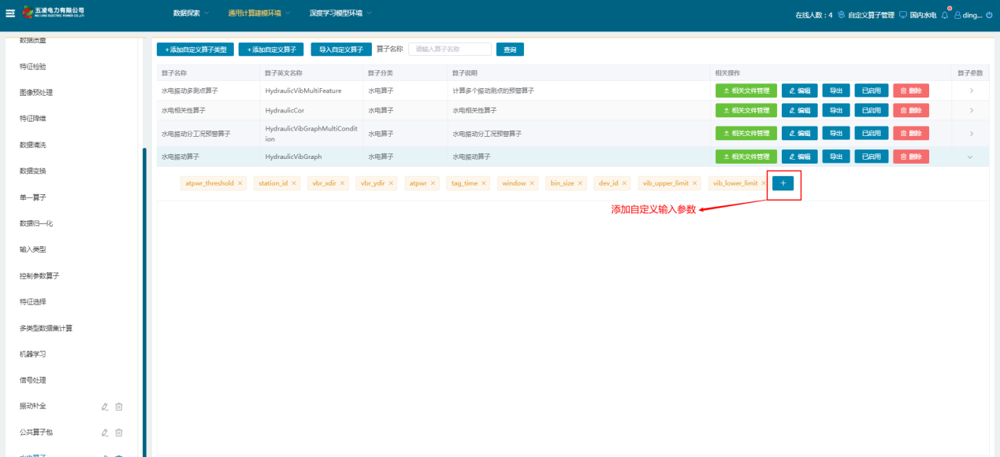 五凌电力有限公司
WU LING ELECTRIC POWER CO.,LTD
数据探索
通用计算建模环境
深度学习模型环境
在线人数：4
自定义算子管理
国内水电
ding...
数据质量
特征检验
图像预处理
特征降维
数据清洗
数据变换
单一算子
数据归一化
输入类型
控制参数算子
特征选择
多类型数据集计算
机器学习
信号处理
振动补全
公共算子包
水电算子
+添加自定义算子类型
+添加自定义算子
导入自定义算子
算子名称
请输入算子名称
查询
算子名称 算子英文名称 算子分类 算子说明 相关操作 算子参数
水电振动多测点算子 HydraulicVibMultiFeature 水电算子 计算多个振动测点的预警算子 相关文件管理 编辑 导出 已启用 删除
水电相关性算子 HydraulicCor 水电算子 水电相关性算子 相关文件管理 编辑 导出 已启用 删除
水电振动分工况预警算子 HydraulicVibGraphMultiCondit
ion 水电算子 水电振动分工况预警算子 相关文件管理 编辑 导出 已启用 删除
水电振动算子 HydraulicVibGraph 水电算子 水电振动算子 相关文件管理 编辑 导出 已启用 删除
atpwr_threshold × station_id × vbr_xdir × vbr_ydir × atpwr × tag_time × window × bin_size × dev_id × vib_upper_limit × vib_lower_limit × +
添加自定义输入参数